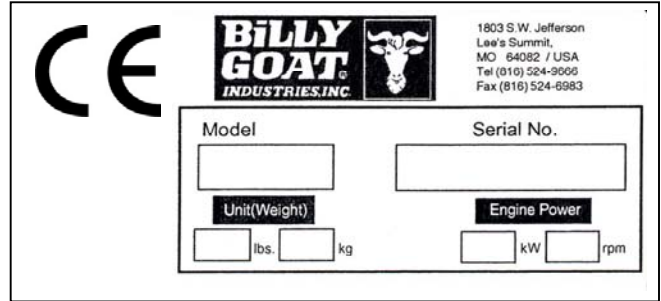 CE
BiLLY
GOAT®
INDUSTRIES,INC.
1803 S.W. Jefferson
Lee's Summit,
MO 64082 / USA
Tel (816) 524-9666
Fax (816) 524-6983
Model
Serial No.
Unit(Weight)
Engine Power
lbs.
kg
kW
rpm